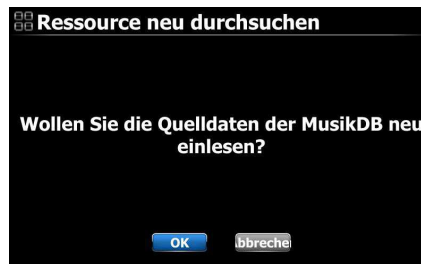 Ressource neu durchsuchen
Wollen Sie die Quelldaten der MusikDB neu
einlesen?
OK
bbreche